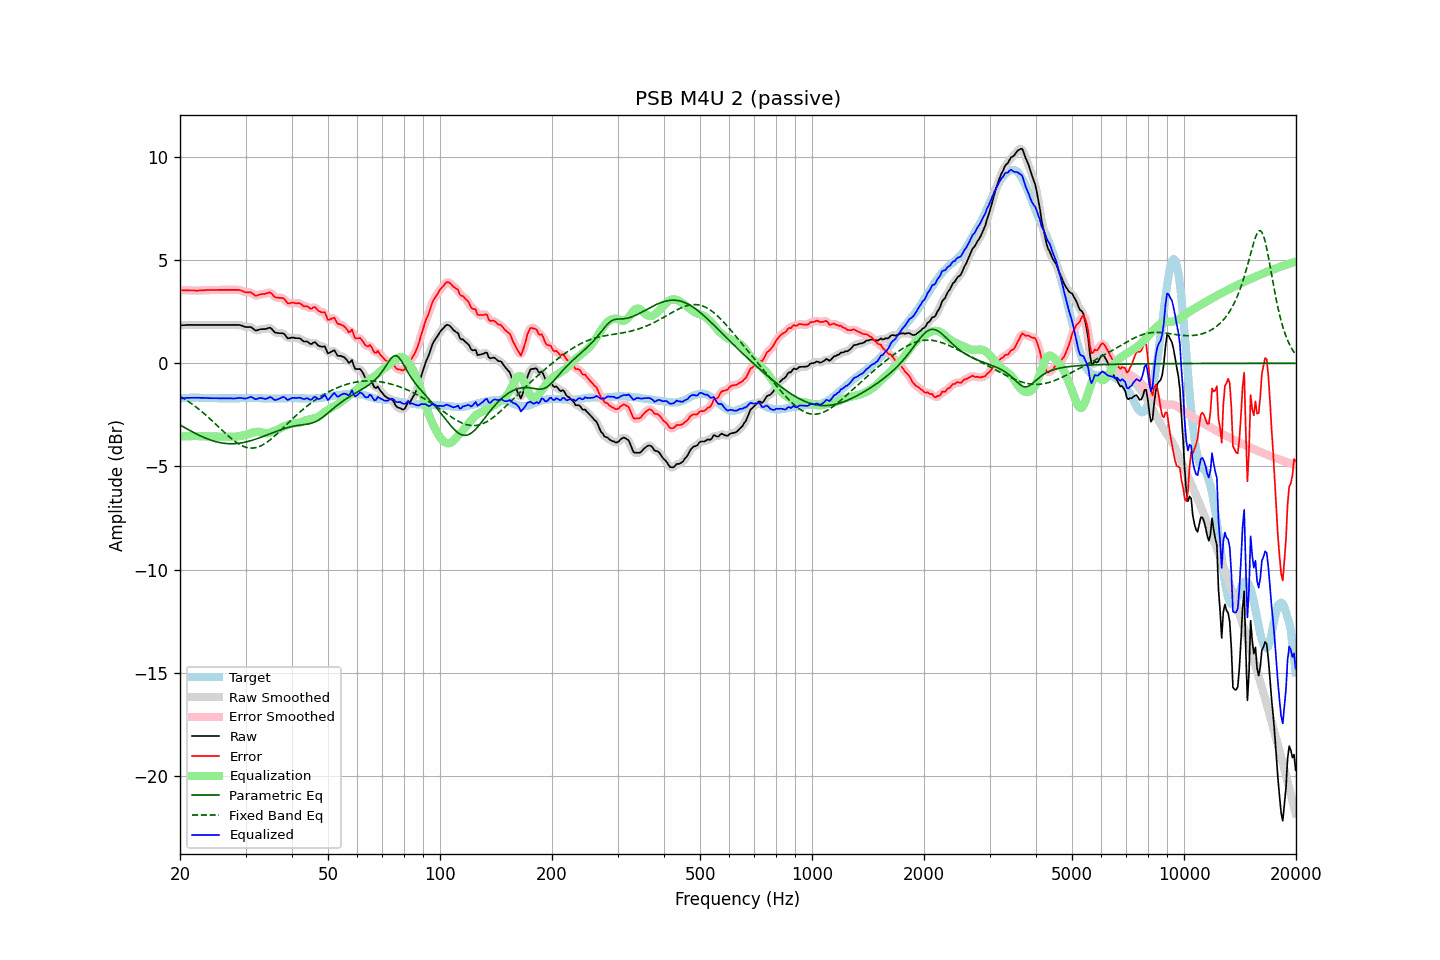 PSB M4U 2 (passive)
10
5
0
−5
−10
−15
−20
Amplitude (dBr)
Target
Raw Smoothed
Error Smoothed
Raw
Error
Equalization
Parametric Eq
Fixed Band Eq
Equalized
20 50 100 200 500 1000 2000 5000 10000 20000
Frequency (Hz)